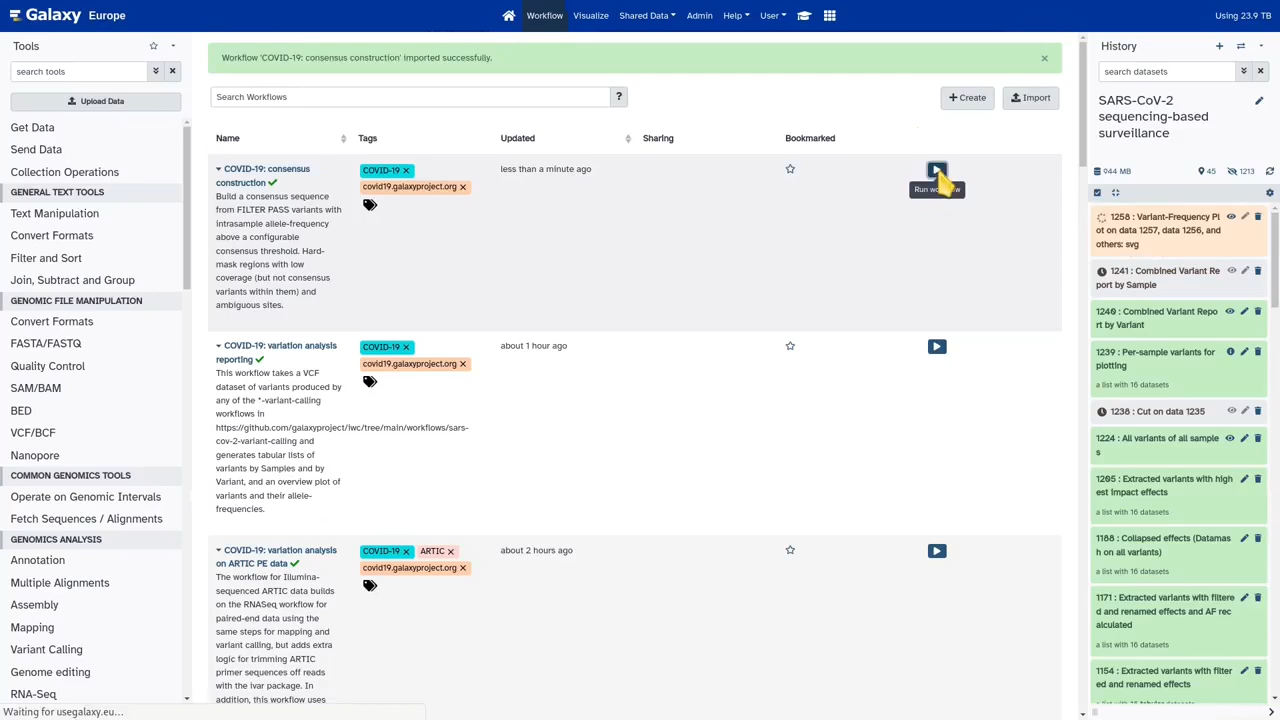 Galaxy Europe
Workflow Visualize Shared Data Admin Help User
Using 23.9 TB
Tools
search tools
Upload Data
Get Data
Send Data
Collection Operations
GENERAL TEXT TOOLS
Text Manipulation
Convert Formats
Filter and Sort
Join, Subtract and Group
GENOMIC FILE MANIPULATION
Convert Formats
FASTA/FASTQ
Quality Control
SAM/BAM
BED
VCF/BCF
Nanopore
COMMON GENOMICS TOOLS
Operate on Genomic Intervals
Fetch Sequences / Alignments
GENOMICS ANALYSIS
Annotation
Multiple Alignments
Assembly
Mapping
Variant Calling
Genome editing
RNA-Seq
Waiting for usegalaxy.eu...
Workflow 'COVID-19: consensus construction' imported successfully.
×
Search Workflows
?
+ Create
Import
Name Tags Updated Sharing Bookmarked
COVID-19: consensus
construction
Build a consensus sequence
from FILTER PASS variants with
intrasample allele-frequency
above a configurable
consensus threshold. Hard-
mask regions with low
coverage (but not consensus
variants within them) and
ambiguous sites.
COVID-19 ×
covid19.galaxyproject.org ×
less than a minute ago
COVID-19: variation analysis
reporting
This workflow takes a VCF
dataset of variants produced by
any of the *-variant-calling
workflows in
https://github.com/galaxyproject/iwc/tree/main/workflows/sars-
cov-2-variant-calling and
generates tabular lists of
variants by Samples and by
Variant, and an overview plot of
variants and their allele-
frequencies.
COVID-19 ×
covid19.galaxyproject.org ×
about 1 hour ago
COVID-19: variation analysis
on ARTIC PE data
The workflow for Illumina-
sequenced ARTIC data builds
on the RNASeq workflow for
paired-end data using the
same steps for mapping and
variant calling, but adds extra
logic for trimming ARTIC
primer sequences off reads
with the ivar package. In
addition, this workflow uses
COVID-19 × ARTIC ×
covid19.galaxyproject.org ×
about 2 hours ago
History
search datasets
SARS-CoV-2
sequencing-based
surveillance
944 MB
45 1213
1258 : Variant-Frequency Pl
ot on data 1257, data 1256, and
others: svg
1241 : Combined Variant Re
port by Sample
1240 : Combined Variant Repo
rt by Variant
1239 : Per-sample variants for
plotting
a list with 16 datasets
1236 : Cut on data 1235
1224 : All variants of all sample
s
1205 : Extracted variants with high
est impact effects
a list with 16 datasets
1188 : Collapsed effects (Datamas
h on all variants)
a list with 16 datasets
1171 : Extracted variants with filtere
d and renamed effects and AF rec
alculated
a list with 16 datasets
1154 : Extracted variants with filter
ed and renamed effects